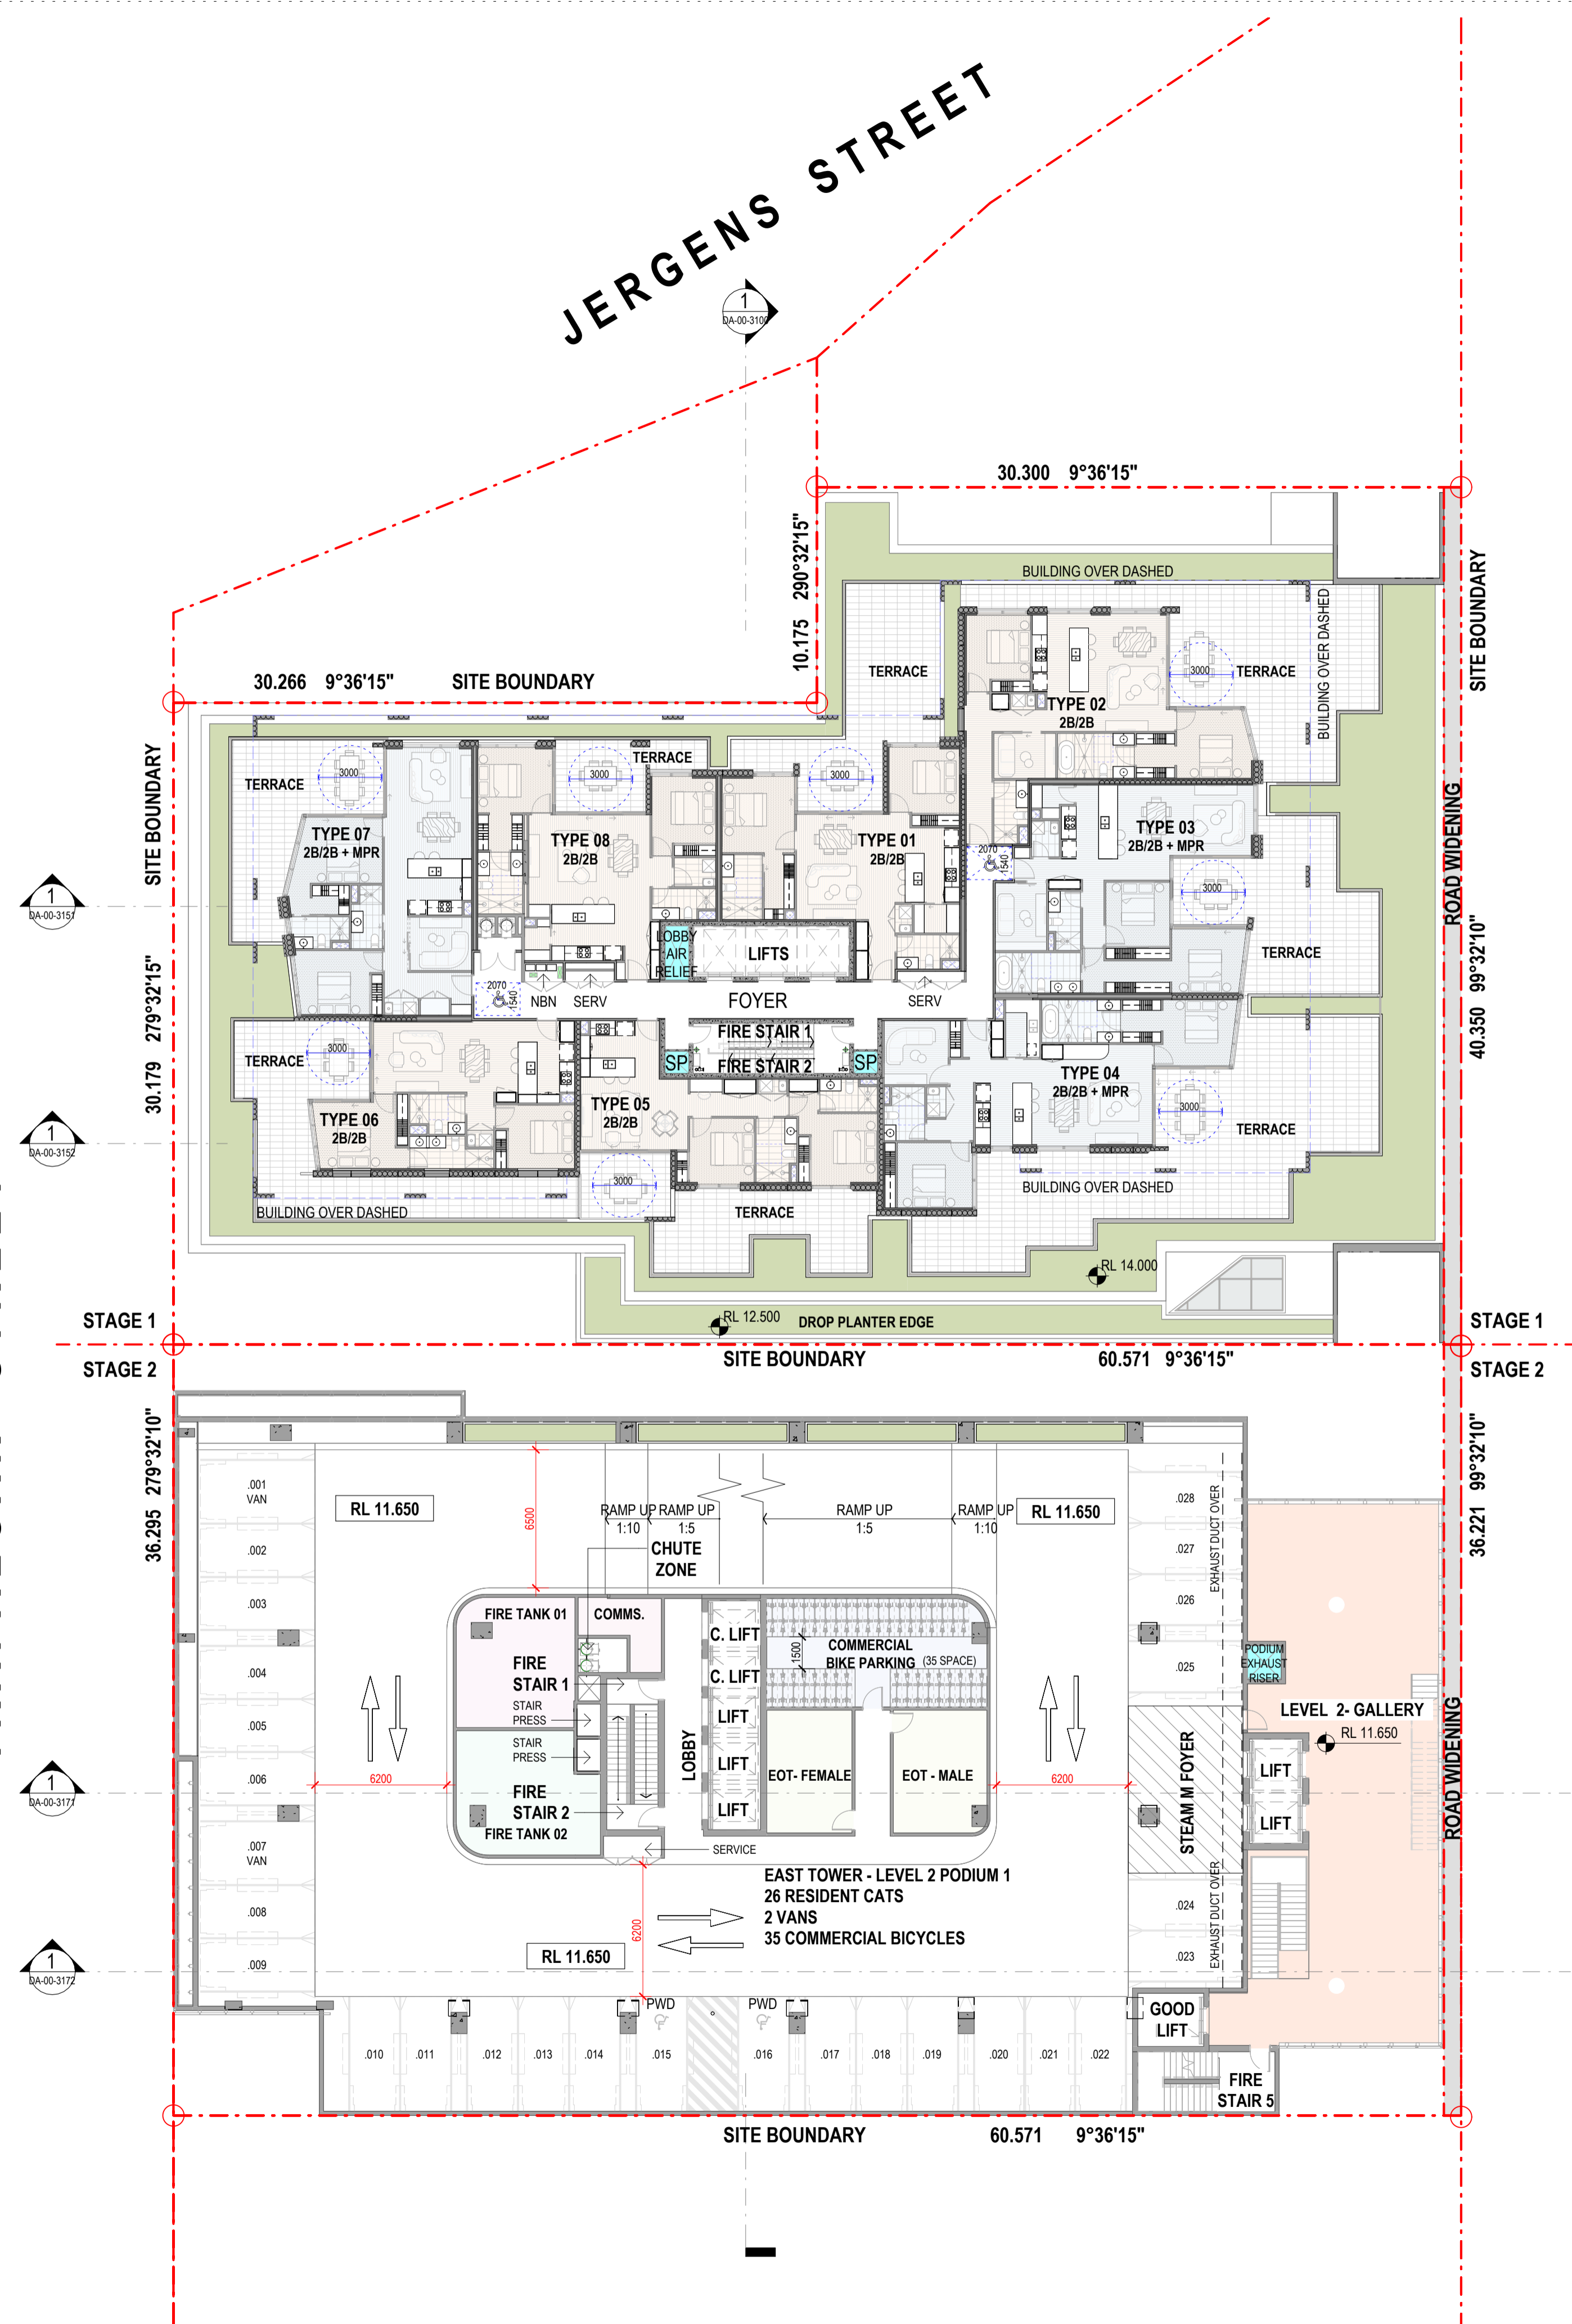 JERGENS STREET
1
DA-00-3100
30.300 9°36'15"
10.175 290°32'15"
SITE BOUNDARY
BUILDING OVER DASHED
BUILDING OVER DASHED
TERRACE
3000
TERRACE
TYPE 02
2B/2B
30.266 9°36'15" SITE BOUNDARY
SITE BOUNDARY
TERRACE
3000
3000
TERRACE
3000
TYPE 07
2B/2B + MPR
TYPE 08
2B/2B
TYPE 01
2B/2B
TYPE 03
2B/2B + MPR
2070
1540
3000
ROAD WIDENING
1
DA-00-3151
LOBBY
AIR
RELIEF
LIFTS
TERRACE
30.179 279°32'15"
40.350 99°32'10"
2070
1540
NBN
SERV
FOYER
SERV
FIRE STAIR 1
FIRE STAIR 2
SP
SP
TERRACE
3000
TYPE 06
2B/2B
TYPE 05
2B/2B
TYPE 04
2B/2B + MPR
3000
TERRACE
1
DA-00-3152
3000
BUILDING OVER DASHED
TERRACE
BUILDING OVER DASHED
RL 14.000
RL 12.500
DROP PLANTER EDGE
STAGE 1
STAGE 1
SITE BOUNDARY
60.571 9°36'15"
STAGE 2
STAGE 2
36.295 279°32'10"
36.221 99°32'10"
.001
VAN
RL 11.650
6500
RAMP UP
1:10
RAMP UP
1:5
RAMP UP
1:5
RAMP UP
1:10
RL 11.650
.028
EXHAUST DUCT OVER
.002
CHUTE
ZONE
.027
.003
.026
FIRE TANK 01
COMMS.
C. LIFT
COMMERCIAL
BIKE PARKING (35 SPACE)
1500
PODIUM
EXHAUST
RISER
.004
FIRE
STAIR 1
C. LIFT
.025
STAIR
PRESS
LIFT
LEVEL 2- GALLERY
RL 11.650
ROAD WIDENING
.005
STAIR
PRESS
LOBBY
LIFT
EOT- FEMALE
EOT - MALE
STEAM M FOYER
LIFT
.006
6200
6200
1
DA-00-3171
FIRE
STAIR 2
LIFT
LIFT
FIRE TANK 02
SERVICE
.007
VAN
EAST TOWER - LEVEL 2 PODIUM 1
26 RESIDENT CATS
2 VANS
35 COMMERCIAL BICYCLES
.008
6200
.024
EXHAUST DUCT OVER
.009
RL 11.650
.023
1
DA-00-3172
PWD
PWD
GOOD
LIFT
.010
.011
.012
.013
.014
.015
.016
.017
.018
.019
.020
.021
.022
FIRE
STAIR 5
SITE BOUNDARY
60.571 9°36'15"